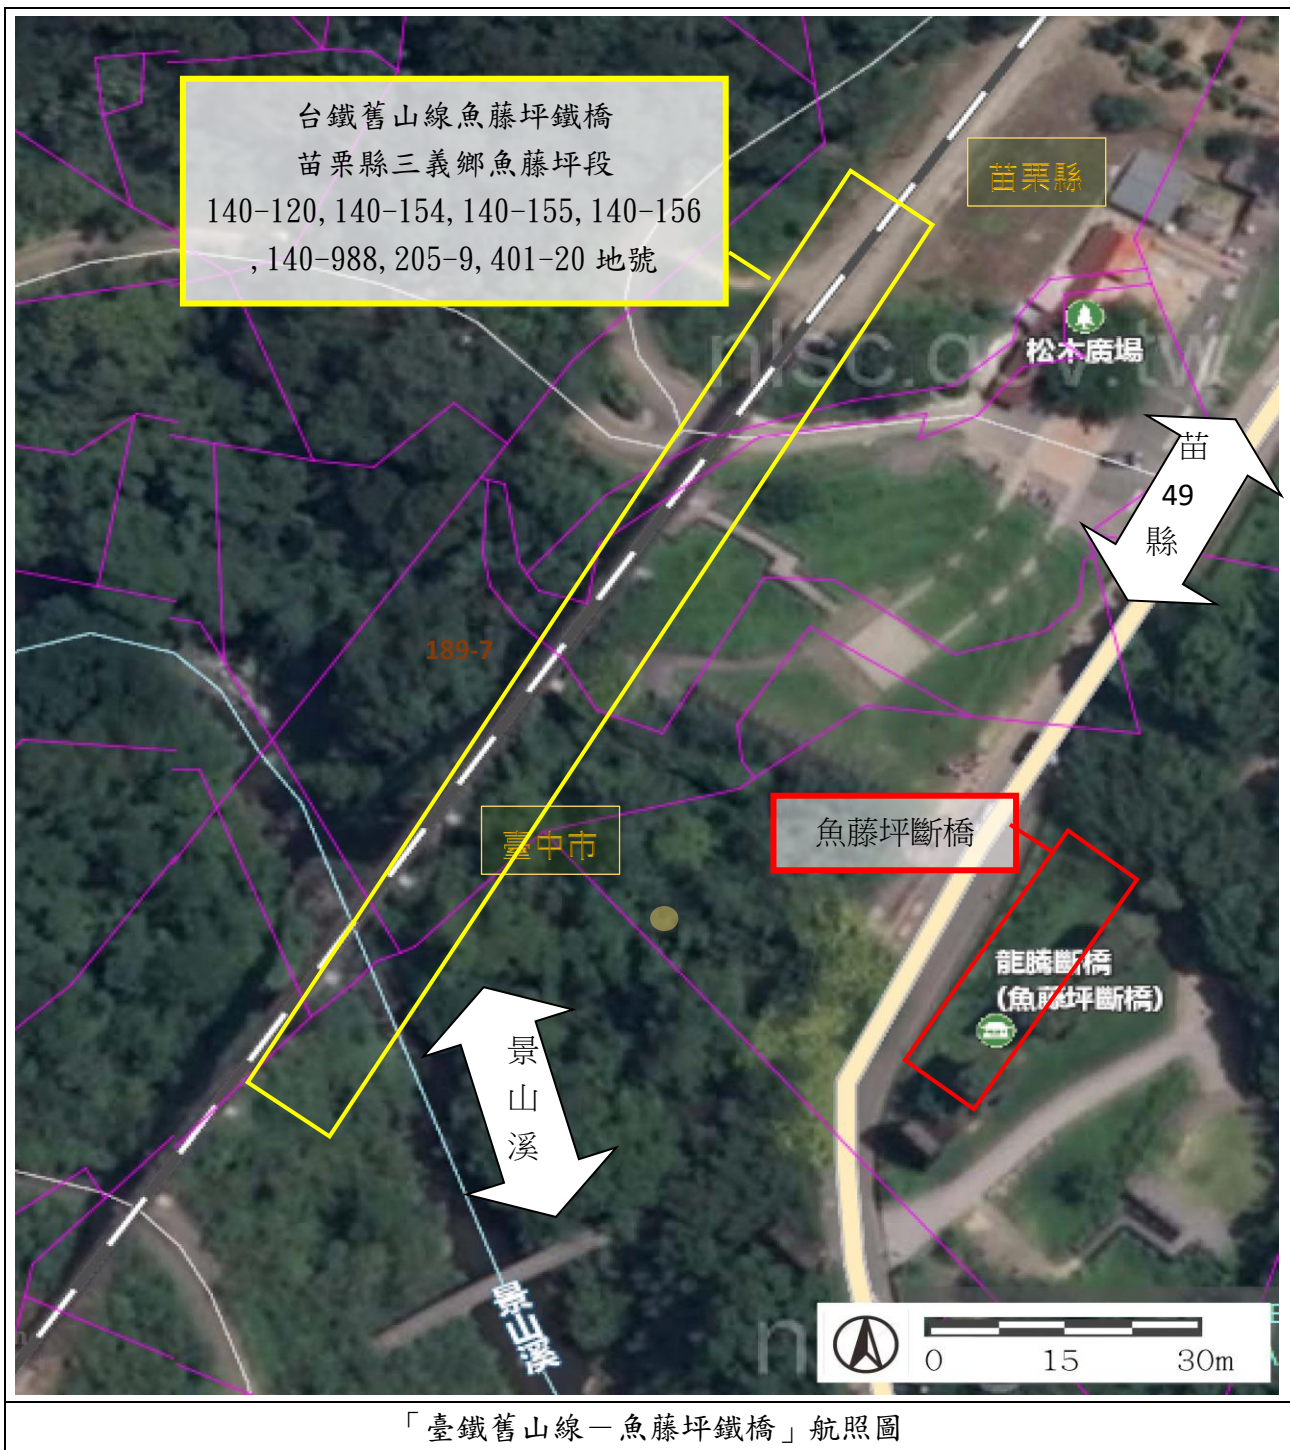 台鐵舊山線魚藤坪鐵橋
苗栗縣三義鄉魚藤坪段
140-120, 140-154, 140-155, 140-156
, 140-988, 205-9, 401-20 地號
苗栗縣
松木廣場
nlsc.gov.tw
苗
49
縣
189-7
臺中市
魚藤坪斷橋
龍騰斷橋
(魚藤坪斷橋)
景
山
溪
景山溪
0 15 30m
「臺鐵舊山線－魚藤坪鐵橋」航照圖